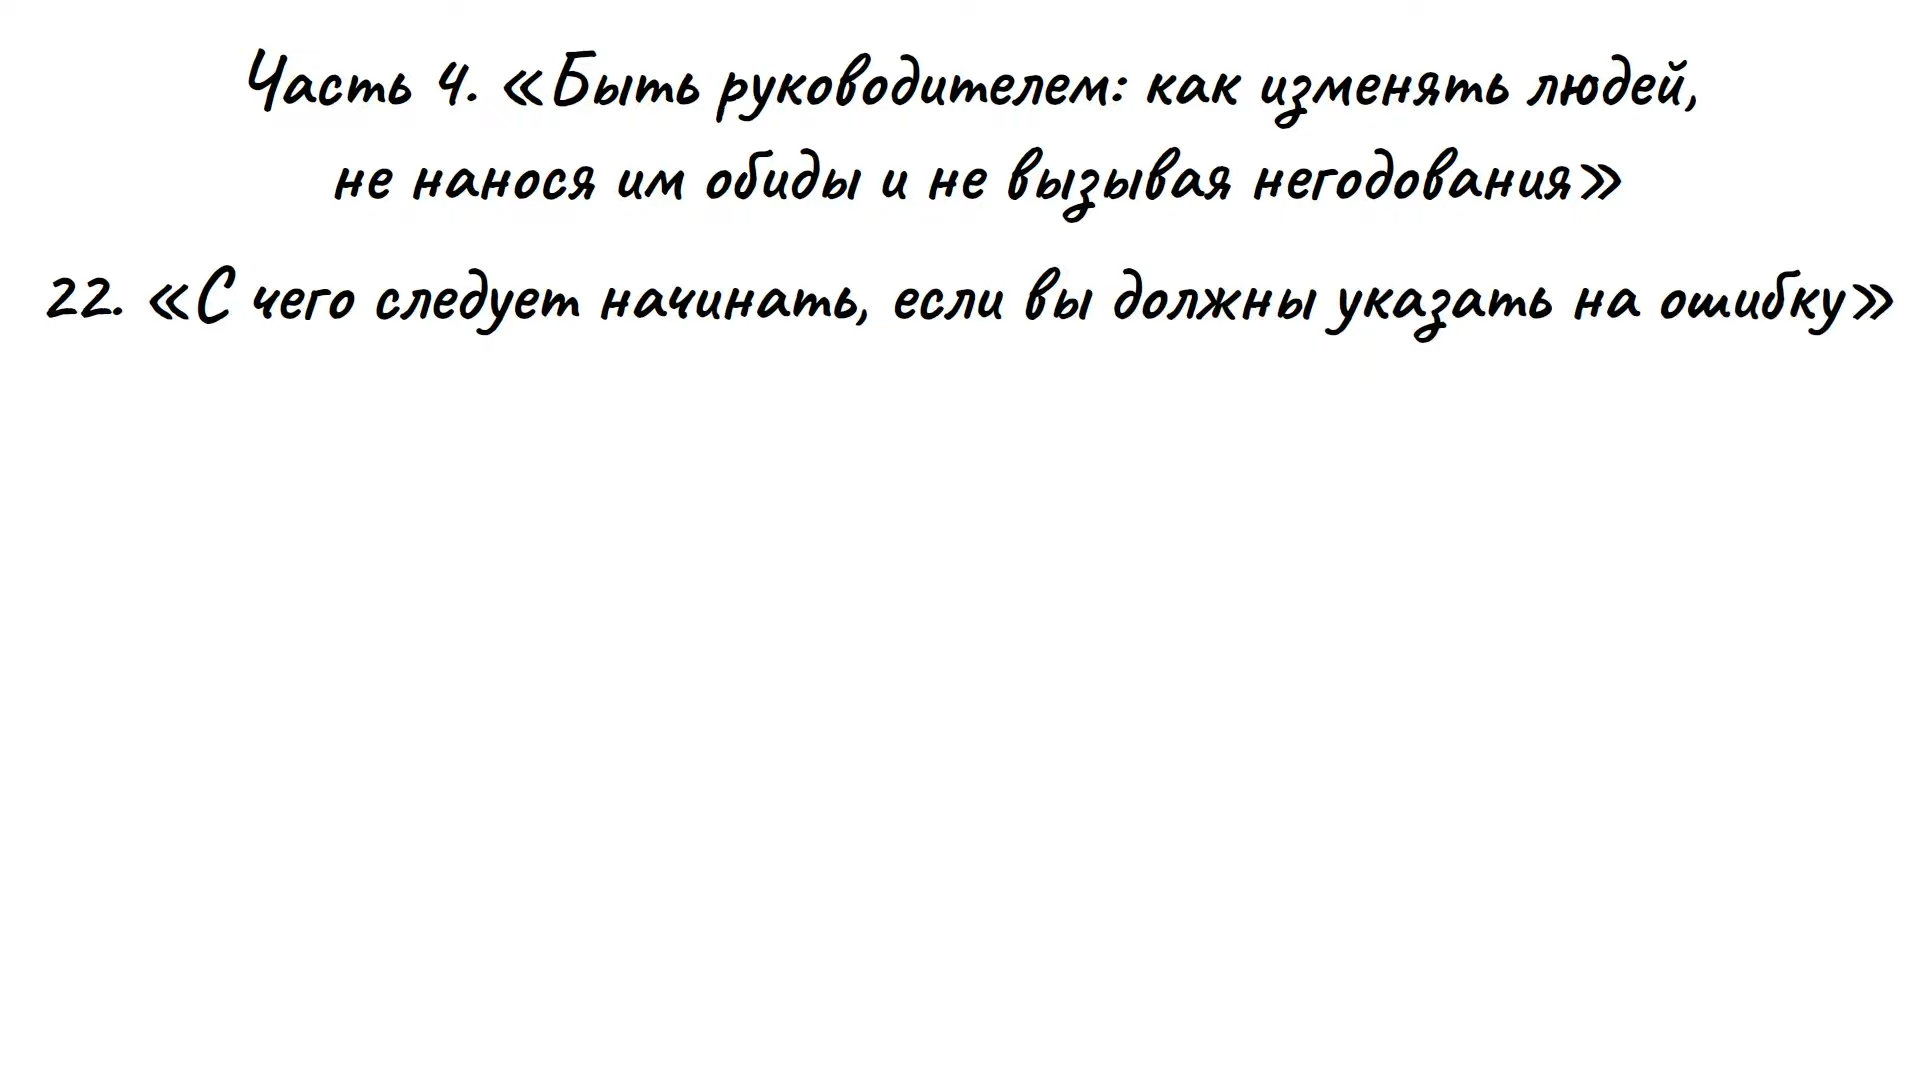 Часть 4. «Быть руководителем: как изменять людей,
не нанося им обиды и не вызывая негодования»
22. «С чего следует начинать, если вы должны указать на ошибку»